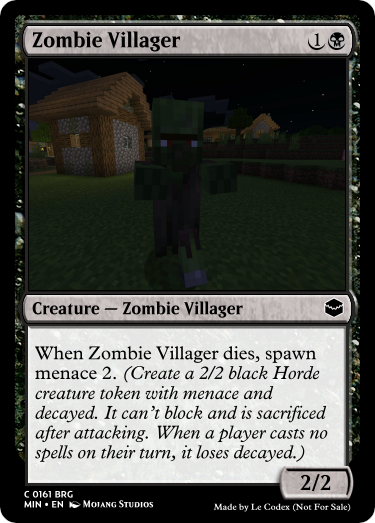 Zombie Villager 1
Creature — Zombie Villager
When Zombie Villager dies, spawn
menace 2. (Create a 2/2 black Horde
creature token with menace and
decayed. It can't block and is sacrificed
after attacking. When a player casts no
spells on their turn, it loses decayed.)
2/2
C 0161 BRG
MIN • EN Mojang Studios
Made by Le Codex (Not For Sale)